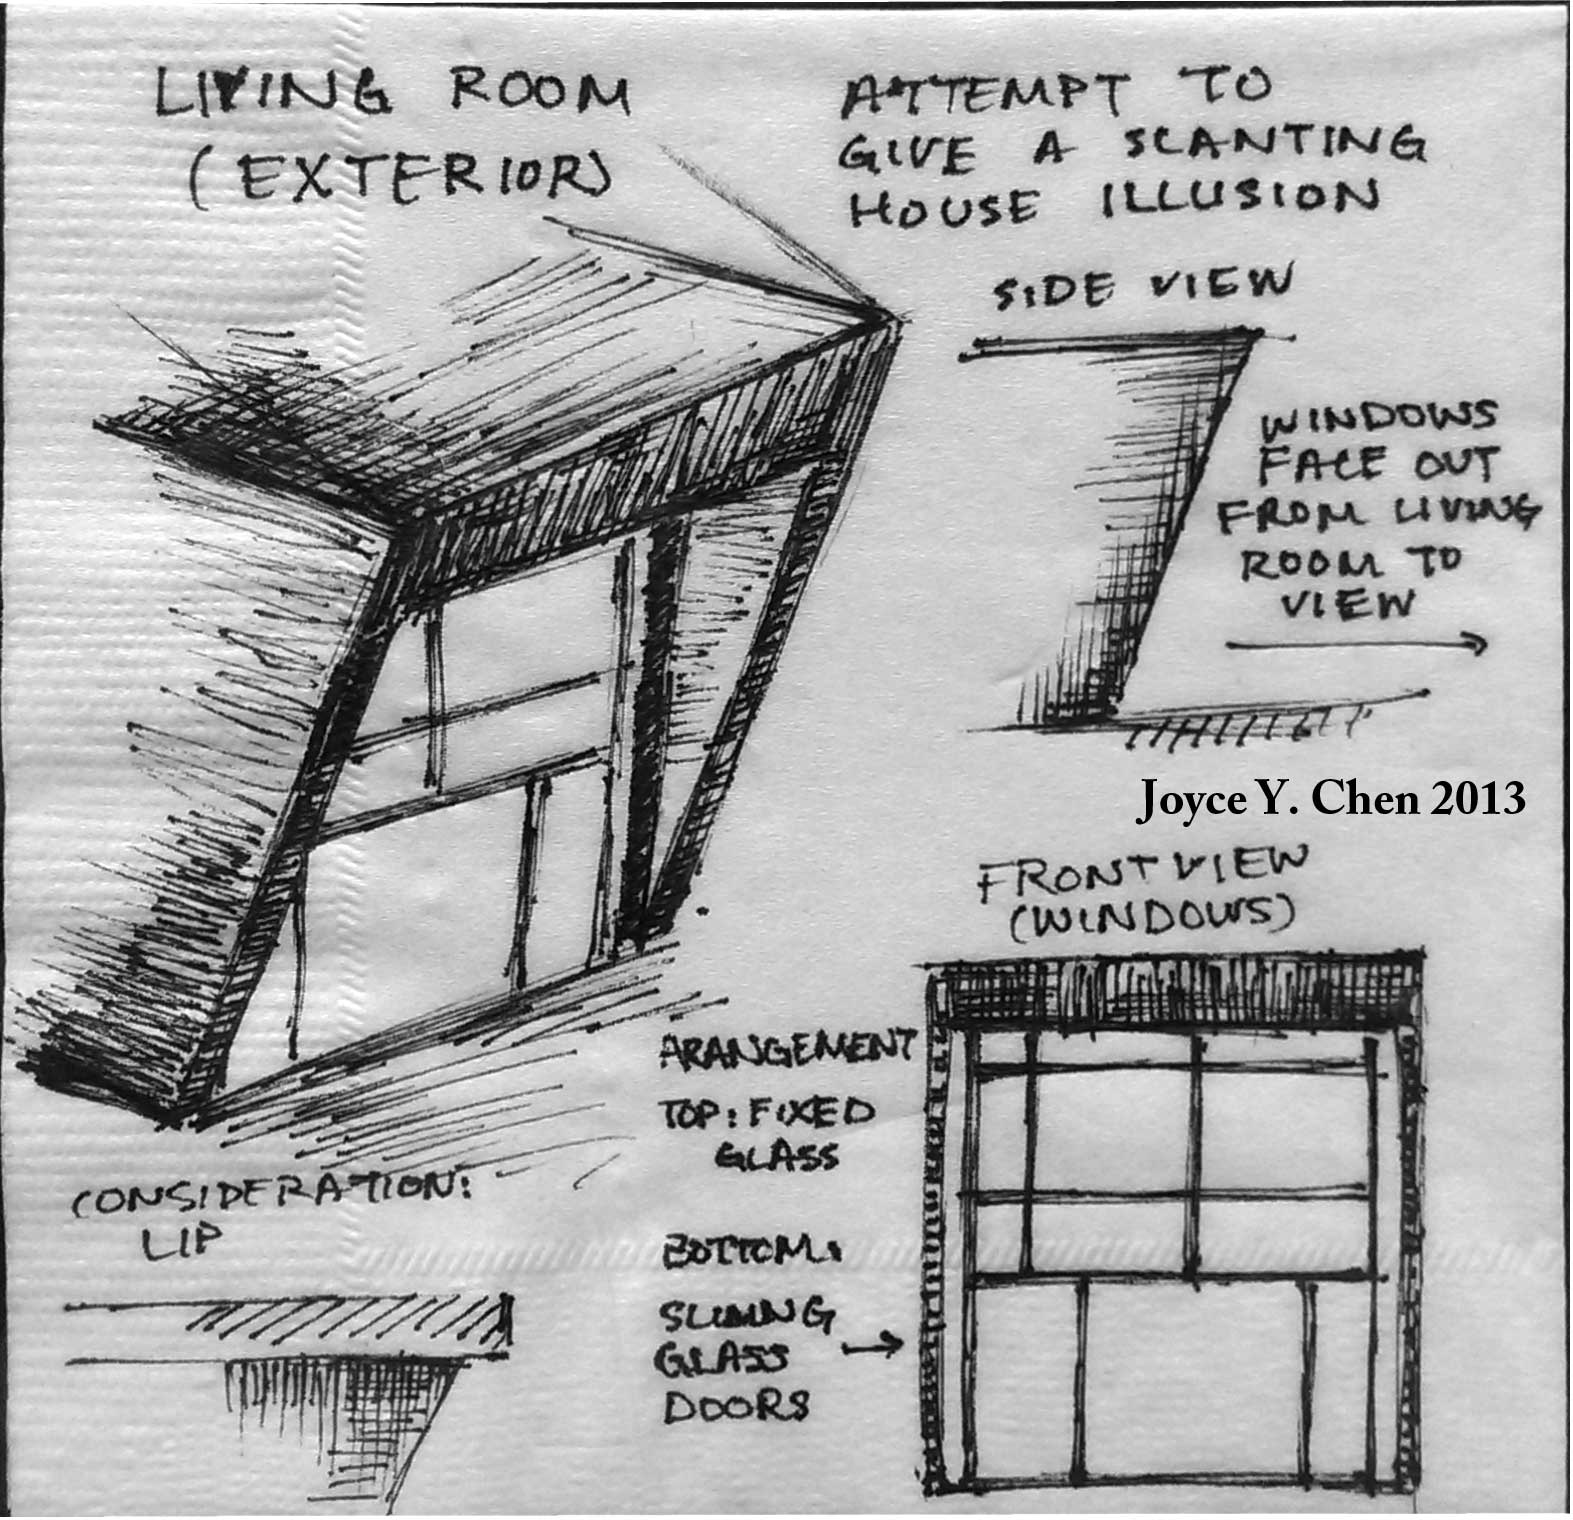 LIVING ROOM
(EXTERIOR)
ATTEMPT TO
GIVE A SLANTING
HOUSE ILLUSION
SIDE VIEW
WINDOWS
FACE OUT
FROM LIVING
ROOM TO
VIEW
Joyce Y. Chen 2013
FRONT VIEW
(WINDOWS)
ARANGEMENT
TOP: FIXED
GLASS
BOTTOM:
SLIDING
GLASS
DOORS
CONSIDERATION:
LIP